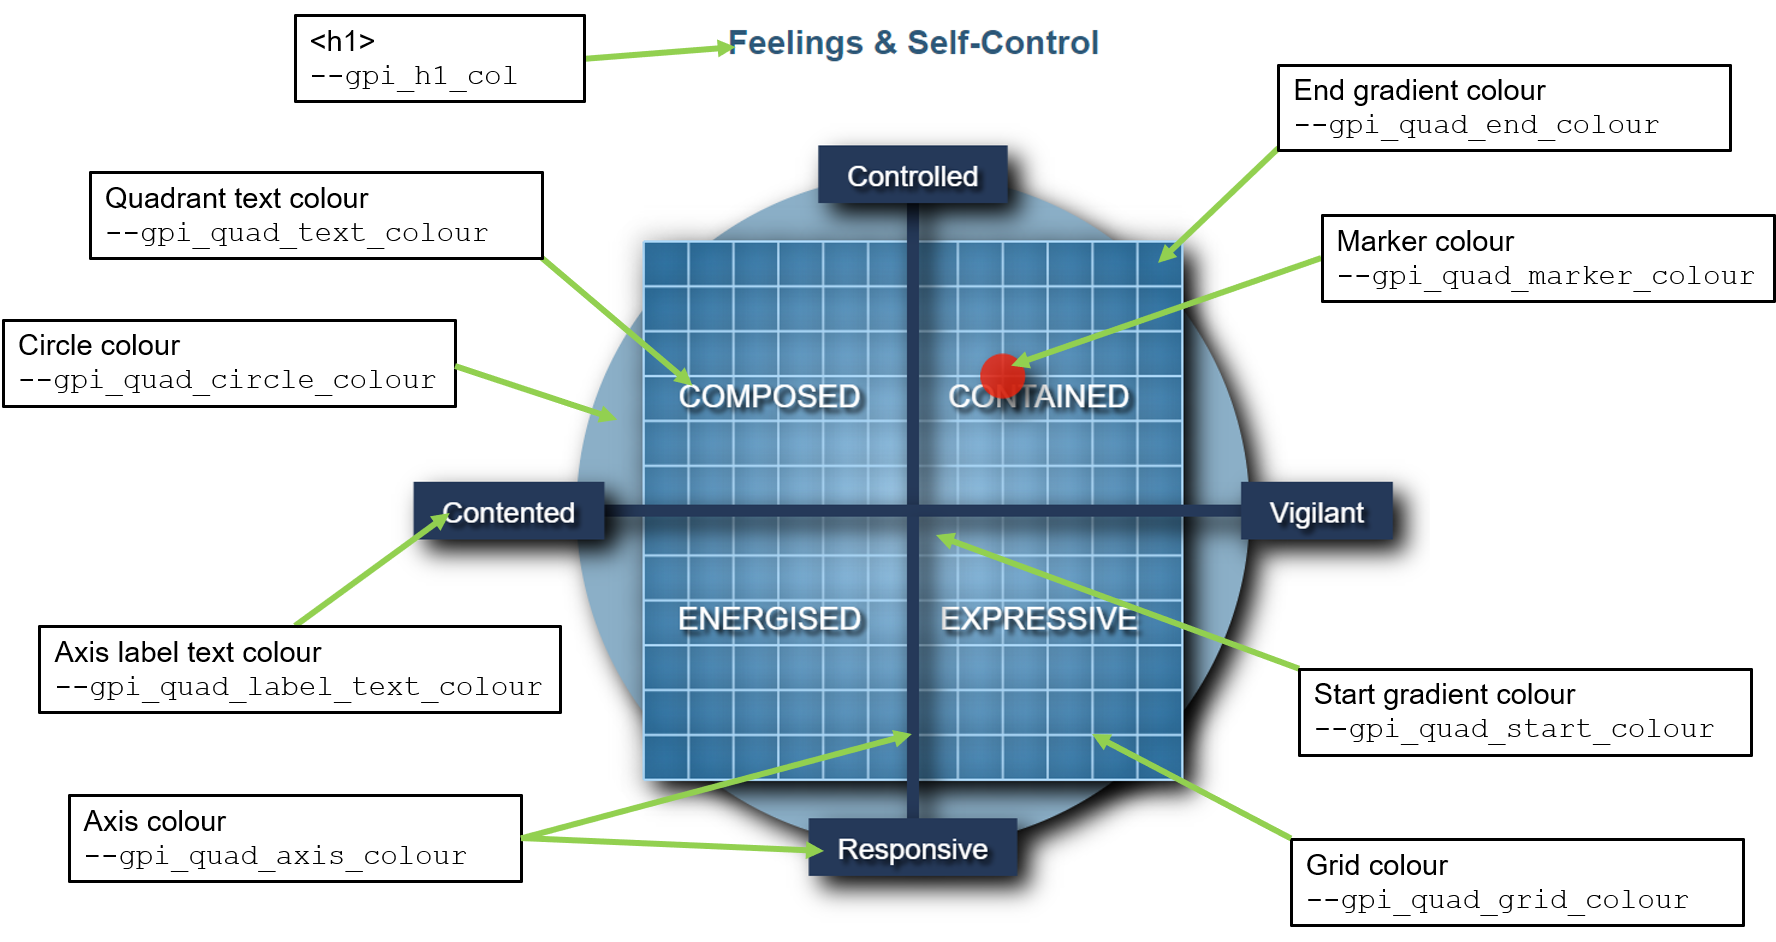 <h1>
--gpi_h1_col
Feelings & Self-Control
End gradient colour
--gpi_quad_end_colour
Controlled
Quadrant text colour
--gpi_quad_text_colour
Marker colour
--gpi_quad_marker_colour
Circle colour
--gpi_quad_circle_colour
COMPOSED
CONTAINED
Contented
Vigilant
ENERGISED
EXPRESSIVE
Axis label text colour
--gpi_quad_label_text_colour
Start gradient colour
--gpi_quad_start_colour
Axis colour
--gpi_quad_axis_colour
Responsive
Grid colour
--gpi_quad_grid_colour